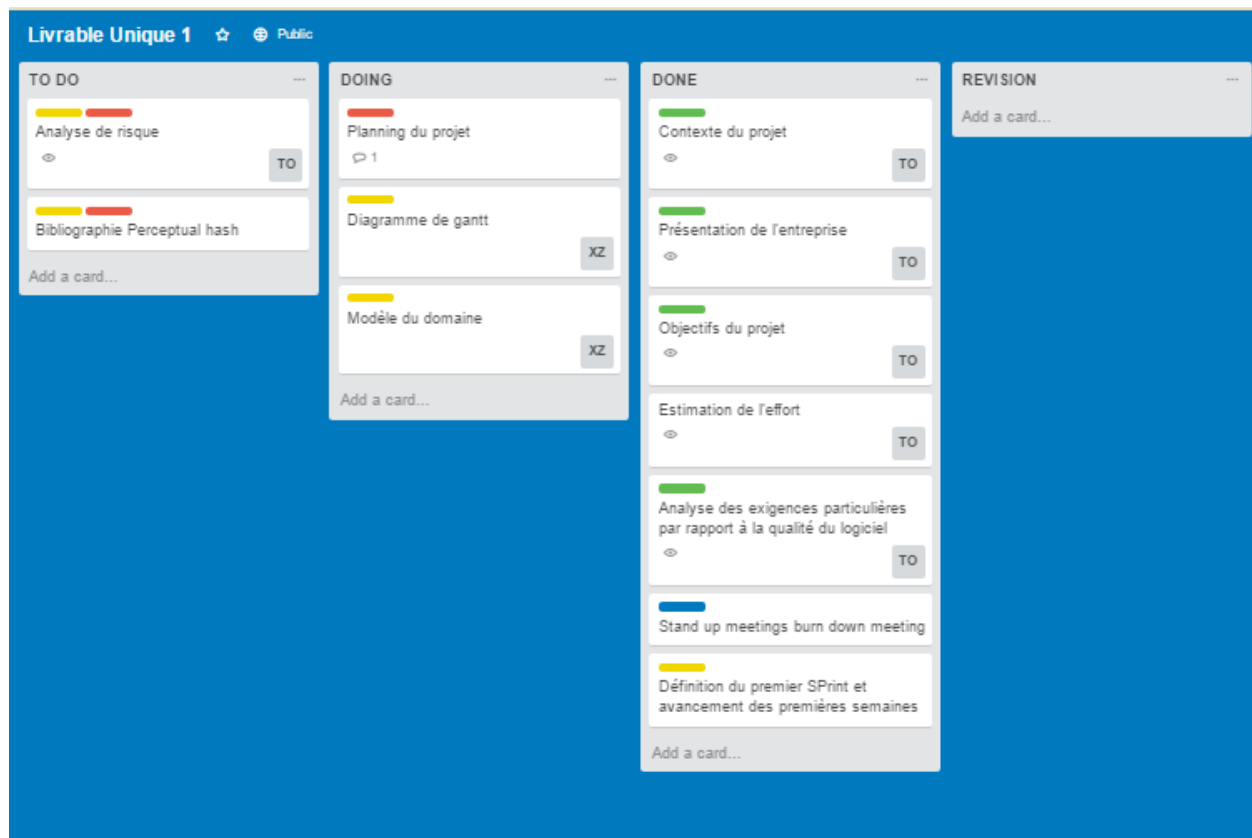 Livrable Unique 1
Public
TO DO
Analyse de risque
TO
Bibliographie Perceptual hash
Add a card...
DOING
Planning du projet
1
Diagramme de gantt
XZ
Modèle du domaine
XZ
Add a card...
DONE
Contexte du projet
TO
Présentation de l'entreprise
TO
Objectifs du projet
TO
Estimation de l'effort
TO
Analyse des exigences particulières
par rapport à la qualité du logiciel
TO
Stand up meetings burn down meeting
Définition du premier SPrint et
avancement des premières semaines
Add a card...
REVISION
Add a card...